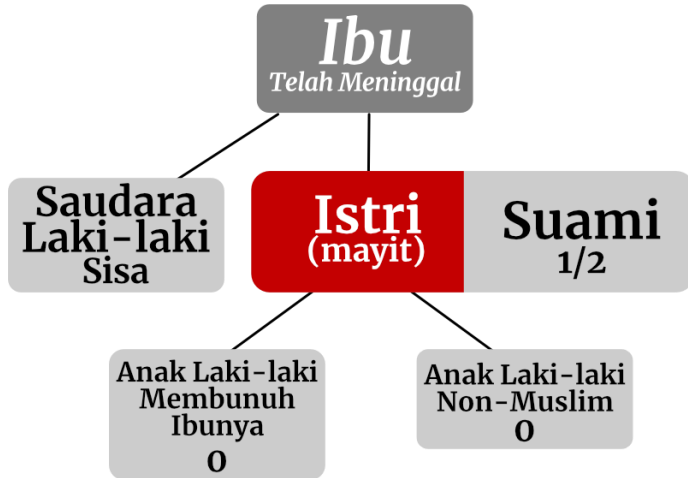 Ibu
Telah Meninggal
Saudara
Laki-laki
Sisa
Istri
(mayit)
Suami
1/2
Anak Laki-laki
Membunuh
Ibunya
0
Anak Laki-laki
Non-Muslim
0